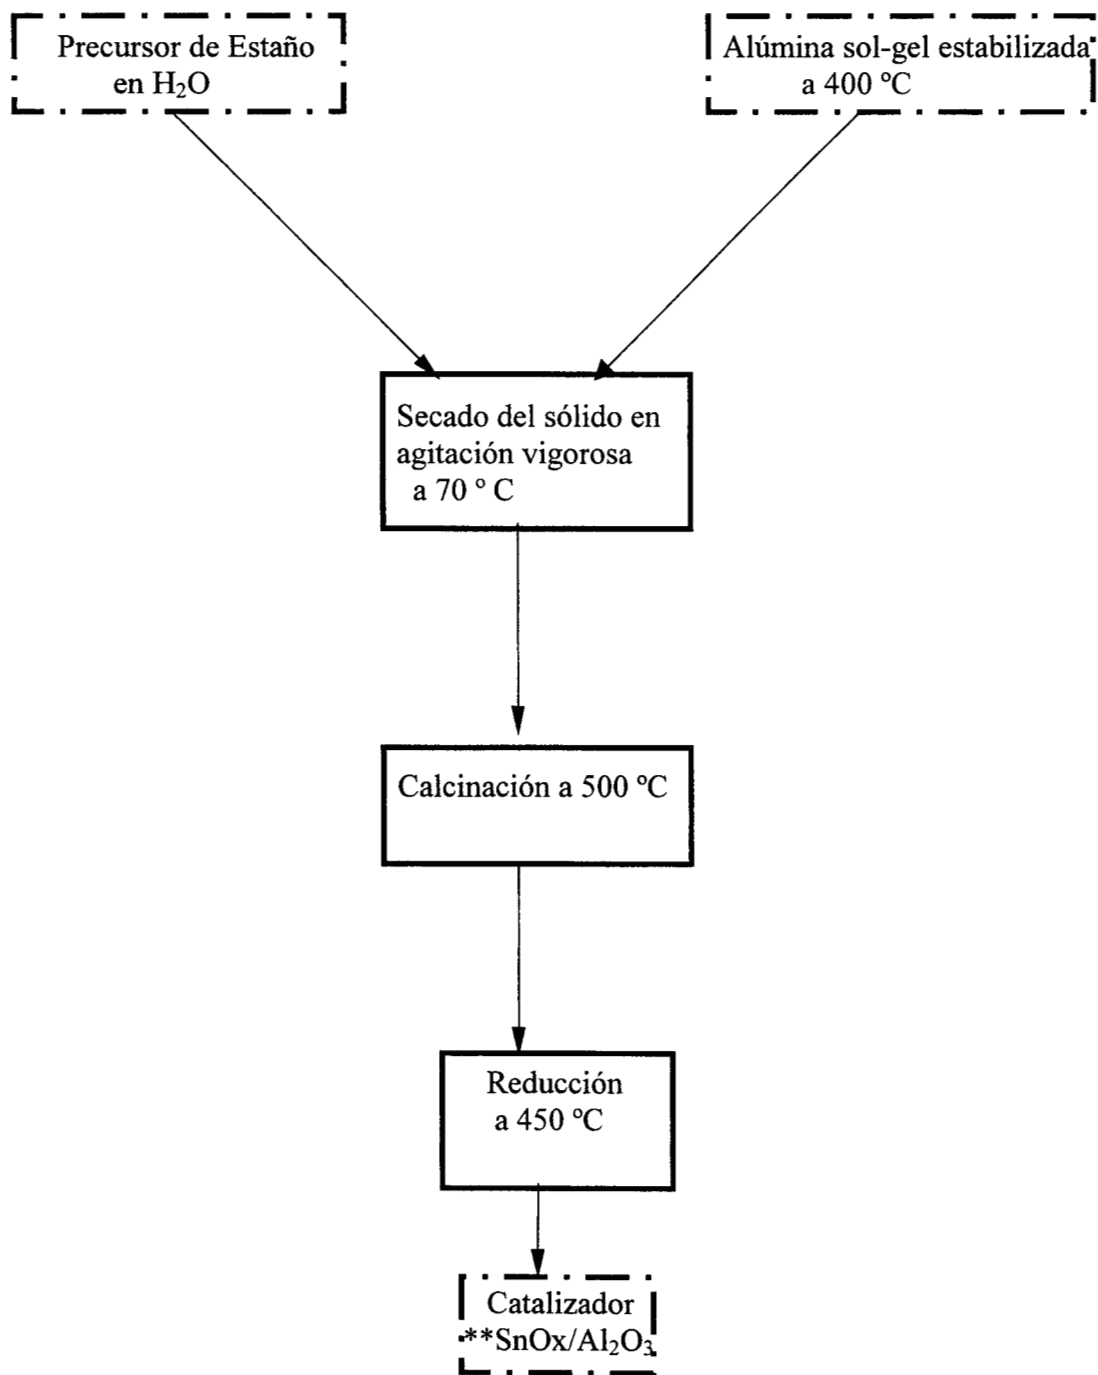 Precursor de Estaño
en H₂O
Alúmina sol-gel estabilizada
a 400 ºC
Secado del sólido en
agitación vigorosa
a 70 º C
Calcinación a 500 ºC
Reducción
a 450 ºC
Catalizador
**SnOx/Al₂O₃